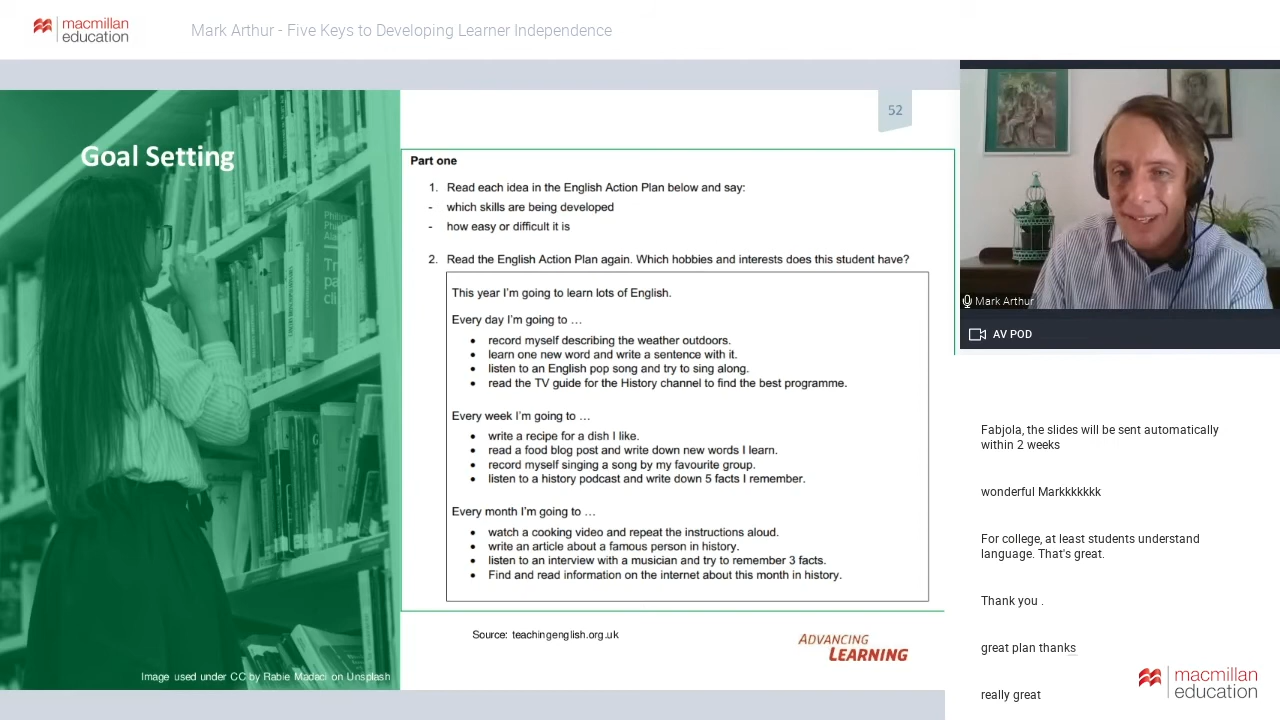 macmillan
education
Mark Arthur - Five Keys to Developing Learner Independence
52
Goal Setting
Part one
1. Read each idea in the English Action Plan below and say:
- which skills are being developed
- how easy or difficult it is
2. Read the English Action Plan again. Which hobbies and interests does this student have?
This year I'm going to learn lots of English.
Every day I'm going to …
• record myself describing the weather outdoors.
• learn one new word and write a sentence with it.
• listen to an English pop song and try to sing along.
• read the TV guide for the History channel to find the best programme.
Every week I'm going to …
• write a recipe for a dish I like.
• read a food blog post and write down new words I learn.
• record myself singing a song by my favourite group.
• listen to a history podcast and write down 5 facts I remember.
Every month I'm going to …
• watch a cooking video and repeat the instructions aloud.
• write an article about a famous person in history.
• listen to an interview with a musician and try to remember 3 facts.
• Find and read information on the internet about this month in history.
Source: teachingenglish.org.uk
ADVANCING
LEARNING
Image used under CC by Rabie Madaci on Unsplash
Mark Arthur
AV POD
Fabjola, the slides will be sent automatically
within 2 weeks
wonderful Markkkkkkk
For college, at least students understand
language. That's great.
Thank you .
great plan thanks
really great
macmillan
education